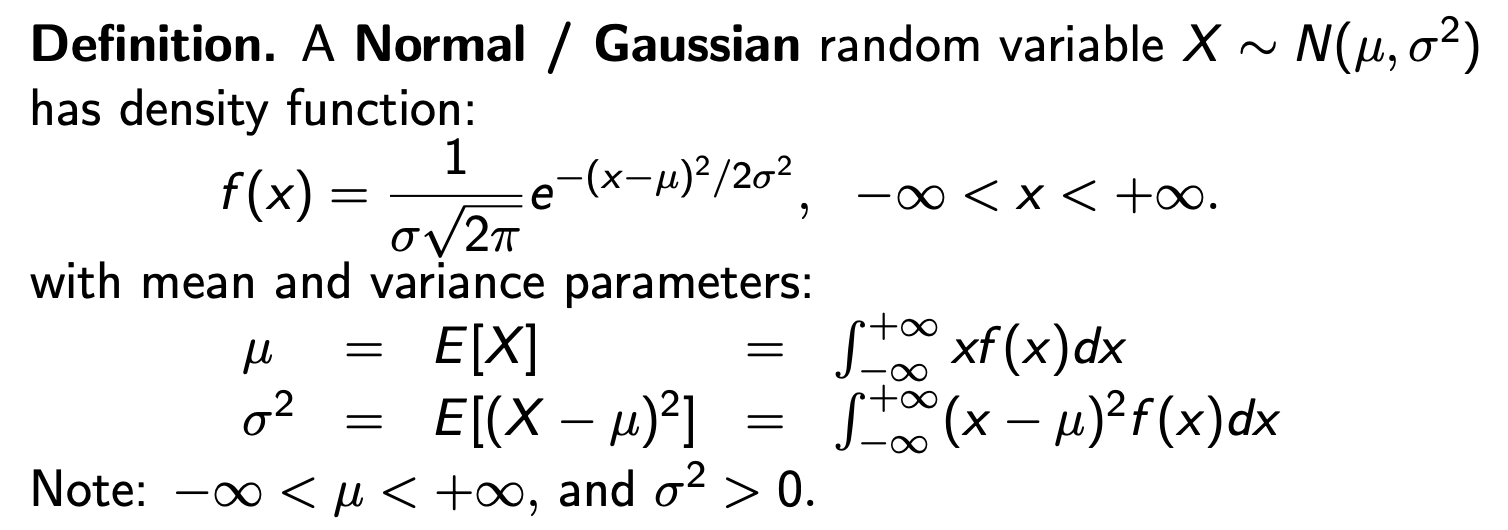 Definition. A Normal / Gaussian random variable X ∼ N(μ, σ²)
has density function:
f(x) = \frac{1}{σ√{2π}} e^{−(x−μ)²/2σ²}, −∞ < x < +∞.
with mean and variance parameters:
μ = E[X] = ∫_{−∞}^{+∞} xf(x)dx
σ² = E[(X − μ)²] = ∫_{−∞}^{+∞} (x − μ)²f(x)dx
Note: −∞ < μ < +∞, and σ² > 0.